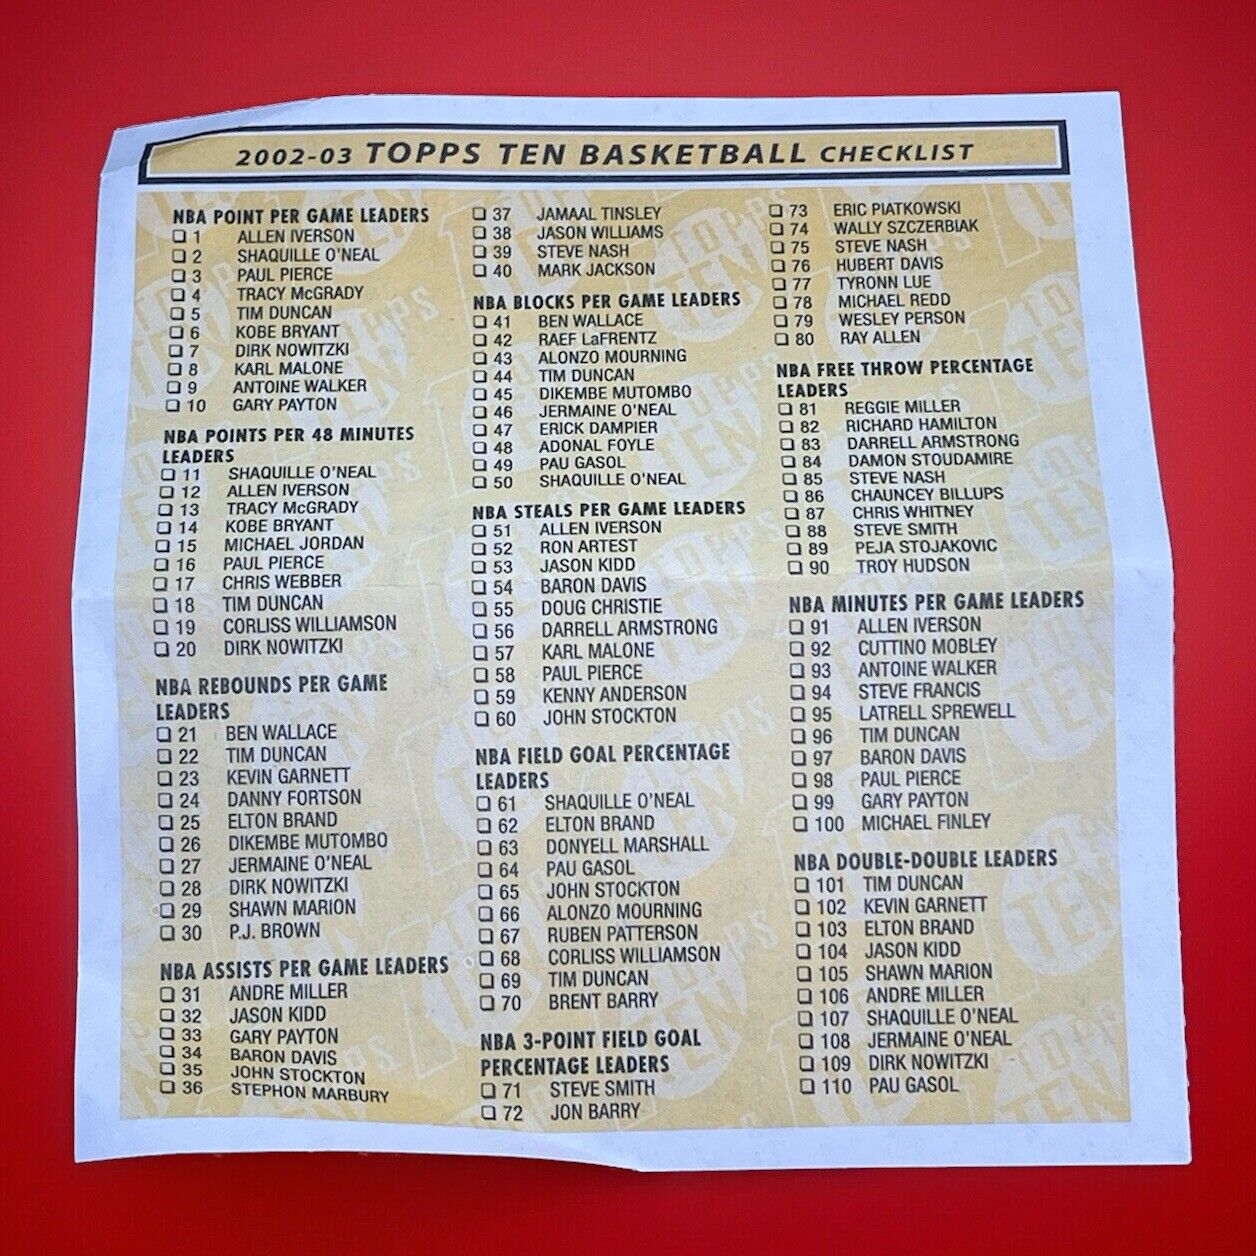 2002-03 TOPPS TEN BASKETBALL CHECKLIST
NBA POINT PER GAME LEADERS
1 ALLEN IVERSON
2 SHAQUILLE O'NEAL
3 PAUL PIERCE
4 TRACY McGRADY
5 TIM DUNCAN
6 KOBE BRYANT
7 DIRK NOWITZKI
8 KARL MALONE
9 ANTOINE WALKER
10 GARY PAYTON
NBA POINTS PER 48 MINUTES
LEADERS
11 SHAQUILLE O'NEAL
12 ALLEN IVERSON
13 TRACY McGRADY
14 KOBE BRYANT
15 MICHAEL JORDAN
16 PAUL PIERCE
17 CHRIS WEBBER
18 TIM DUNCAN
19 CORLISS WILLIAMSON
20 DIRK NOWITZKI
NBA REBOUNDS PER GAME
LEADERS
21 BEN WALLACE
22 TIM DUNCAN
23 KEVIN GARNETT
24 DANNY FORTSON
25 ELTON BRAND
26 DIKEMBE MUTOMBO
27 JERMAINE O'NEAL
28 DIRK NOWITZKI
29 SHAWN MARION
30 P.J. BROWN
NBA ASSISTS PER GAME LEADERS
31 ANDRE MILLER
32 JASON KIDD
33 GARY PAYTON
34 BARON DAVIS
35 JOHN STOCKTON
36 STEPHON MARBURY
37 JAMAAL TINSLEY
38 JASON WILLIAMS
39 STEVE NASH
40 MARK JACKSON
NBA BLOCKS PER GAME LEADERS
41 BEN WALLACE
42 RAEF LaFRENTZ
43 ALONZO MOURNING
44 TIM DUNCAN
45 DIKEMBE MUTOMBO
46 JERMAINE O'NEAL
47 ERICK DAMPIER
48 ADONAL FOYLE
49 PAU GASOL
50 SHAQUILLE O'NEAL
NBA STEALS PER GAME LEADERS
51 ALLEN IVERSON
52 RON ARTEST
53 JASON KIDD
54 BARON DAVIS
55 DOUG CHRISTIE
56 DARRELL ARMSTRONG
57 KARL MALONE
58 PAUL PIERCE
59 KENNY ANDERSON
60 JOHN STOCKTON
NBA FIELD GOAL PERCENTAGE
LEADERS
61 SHAQUILLE O'NEAL
62 ELTON BRAND
63 DONYELL MARSHALL
64 PAU GASOL
65 JOHN STOCKTON
66 ALONZO MOURNING
67 RUBEN PATTERSON
68 CORLISS WILLIAMSON
69 TIM DUNCAN
70 BRENT BARRY
NBA 3-POINT FIELD GOAL
PERCENTAGE LEADERS
71 STEVE SMITH
72 JON BARRY
73 ERIC PIATKOWSKI
74 WALLY SZCZERBIAK
75 STEVE NASH
76 HUBERT DAVIS
77 TYRONN LUE
78 MICHAEL REDD
79 WESLEY PERSON
80 RAY ALLEN
NBA FREE THROW PERCENTAGE
LEADERS
81 REGGIE MILLER
82 RICHARD HAMILTON
83 DARRELL ARMSTRONG
84 DAMON STOUDAMIRE
85 STEVE NASH
86 CHAUNCEY BILLUPS
87 CHRIS WHITNEY
88 STEVE SMITH
89 PEJA STOJAKOVIC
90 TROY HUDSON
NBA MINUTES PER GAME LEADERS
91 ALLEN IVERSON
92 CUTTINO MOBLEY
93 ANTOINE WALKER
94 STEVE FRANCIS
95 LATRELL SPREWELL
96 TIM DUNCAN
97 BARON DAVIS
98 PAUL PIERCE
99 GARY PAYTON
100 MICHAEL FINLEY
NBA DOUBLE-DOUBLE LEADERS
101 TIM DUNCAN
102 KEVIN GARNETT
103 ELTON BRAND
104 JASON KIDD
105 SHAWN MARION
106 ANDRE MILLER
107 SHAQUILLE O'NEAL
108 JERMAINE O'NEAL
109 DIRK NOWITZKI
110 PAU GASOL